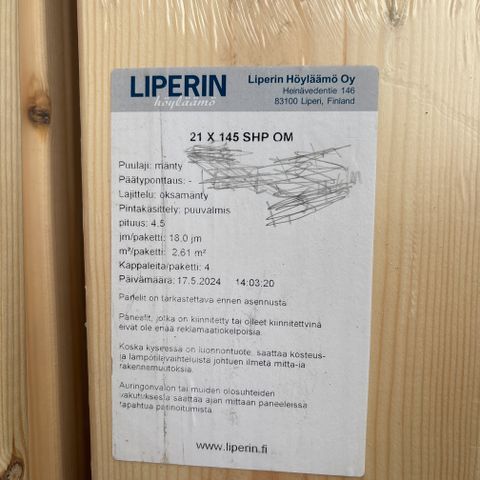 LIPERIN
höyläämö
Liperin Höyläämö Oy
Heinävedentie 146
83100 Liperi, Finland
21 X 145 SHP OM
Puulaji: mänty
Päätyponttaus: -
Lajittelu: oksamänty
Pintakäsittely: puuvalmis
pituus: 4.5
jm/paketti: 18.0 jm
m²/paketti: 2.61 m²
Kappaleita/paketti: 4
Päivämäärä: 17.5.2024 14:03:20
Panelit on tarkastettava ennen asennusta
Paneelit, jotka on kiinnitetty tai olleet kiinnitettyinä
eivät ole enää reklamaatiokelpoisia.
Koska kyseessä on luonnontuote, saattaa kosteus-
ja lämpötilavaihteluista johtuen ilmetä mitta-ja
rakennemuutoksia.
Auringonvalon tai muiden olosuhteiden
vaikutuksesta saattaa ajan mittaan paneeleissa
tapahtua patinoitumista.
www.liperin.fi